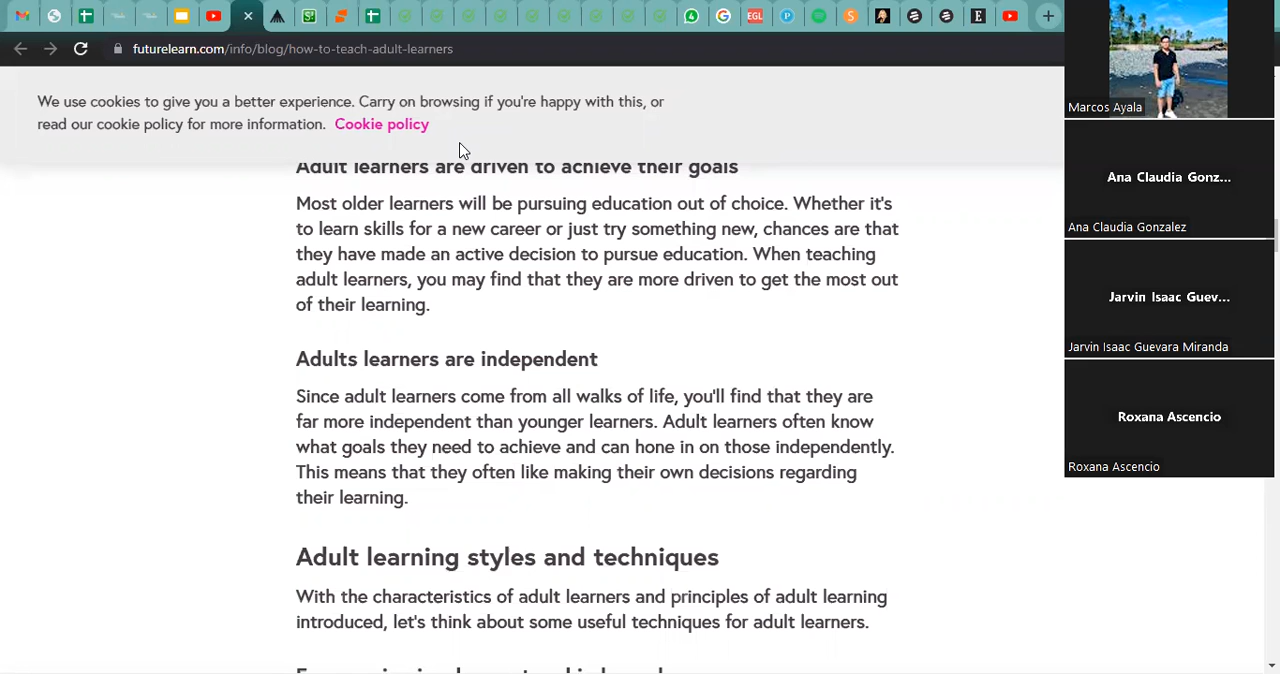 EGL
4
S
E
futurelearn.com/info/blog/how-to-teach-adult-learners
We use cookies to give you a better experience. Carry on browsing if you're happy with this, or
read our cookie policy for more information. Cookie policy
Adult learners are driven to achieve their goals
Most older learners will be pursuing education out of choice. Whether it's
to learn skills for a new career or just try something new, chances are that
they have made an active decision to pursue education. When teaching
adult learners, you may find that they are more driven to get the most out
of their learning.
Adults learners are independent
Since adult learners come from all walks of life, you'll find that they are
far more independent than younger learners. Adult learners often know
what goals they need to achieve and can hone in on those independently.
This means that they often like making their own decisions regarding
their learning.
Adult learning styles and techniques
With the characteristics of adult learners and principles of adult learning
introduced, let's think about some useful techniques for adult learners.
Marcos Ayala
Ana Claudia Gonz...
Ana Claudia Gonzalez
Jarvin Isaac Guev...
Jarvin Isaac Guevara Miranda
Roxana Ascencio
Roxana Ascencio